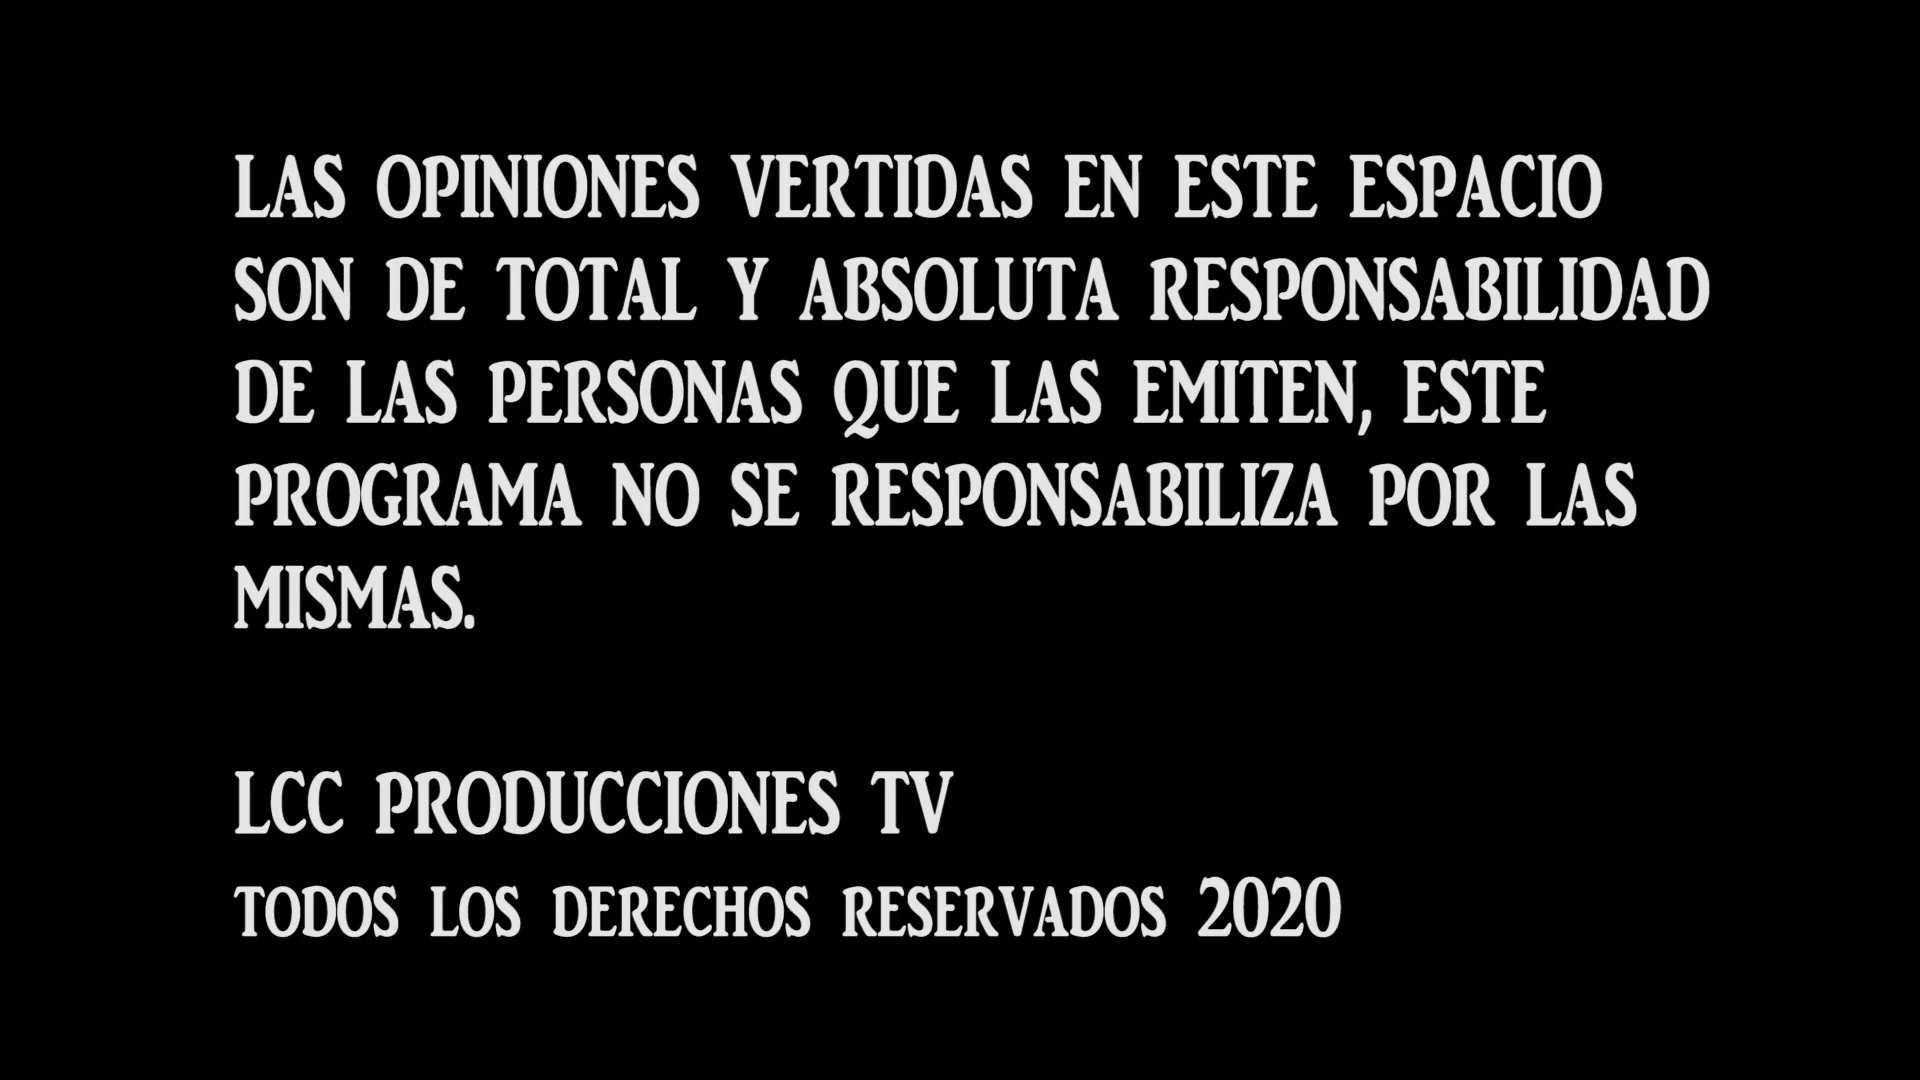 LAS OPINIONES VERTIDAS EN ESTE ESPACIO
SON DE TOTAL Y ABSOLUTA RESPONSABILIDAD
DE LAS PERSONAS QUE LAS EMITEN, ESTE
PROGRAMA NO SE RESPONSABILIZA POR LAS
MISMAS.
LCC PRODUCCIONES TV
TODOS LOS DERECHOS RESERVADOS 2020